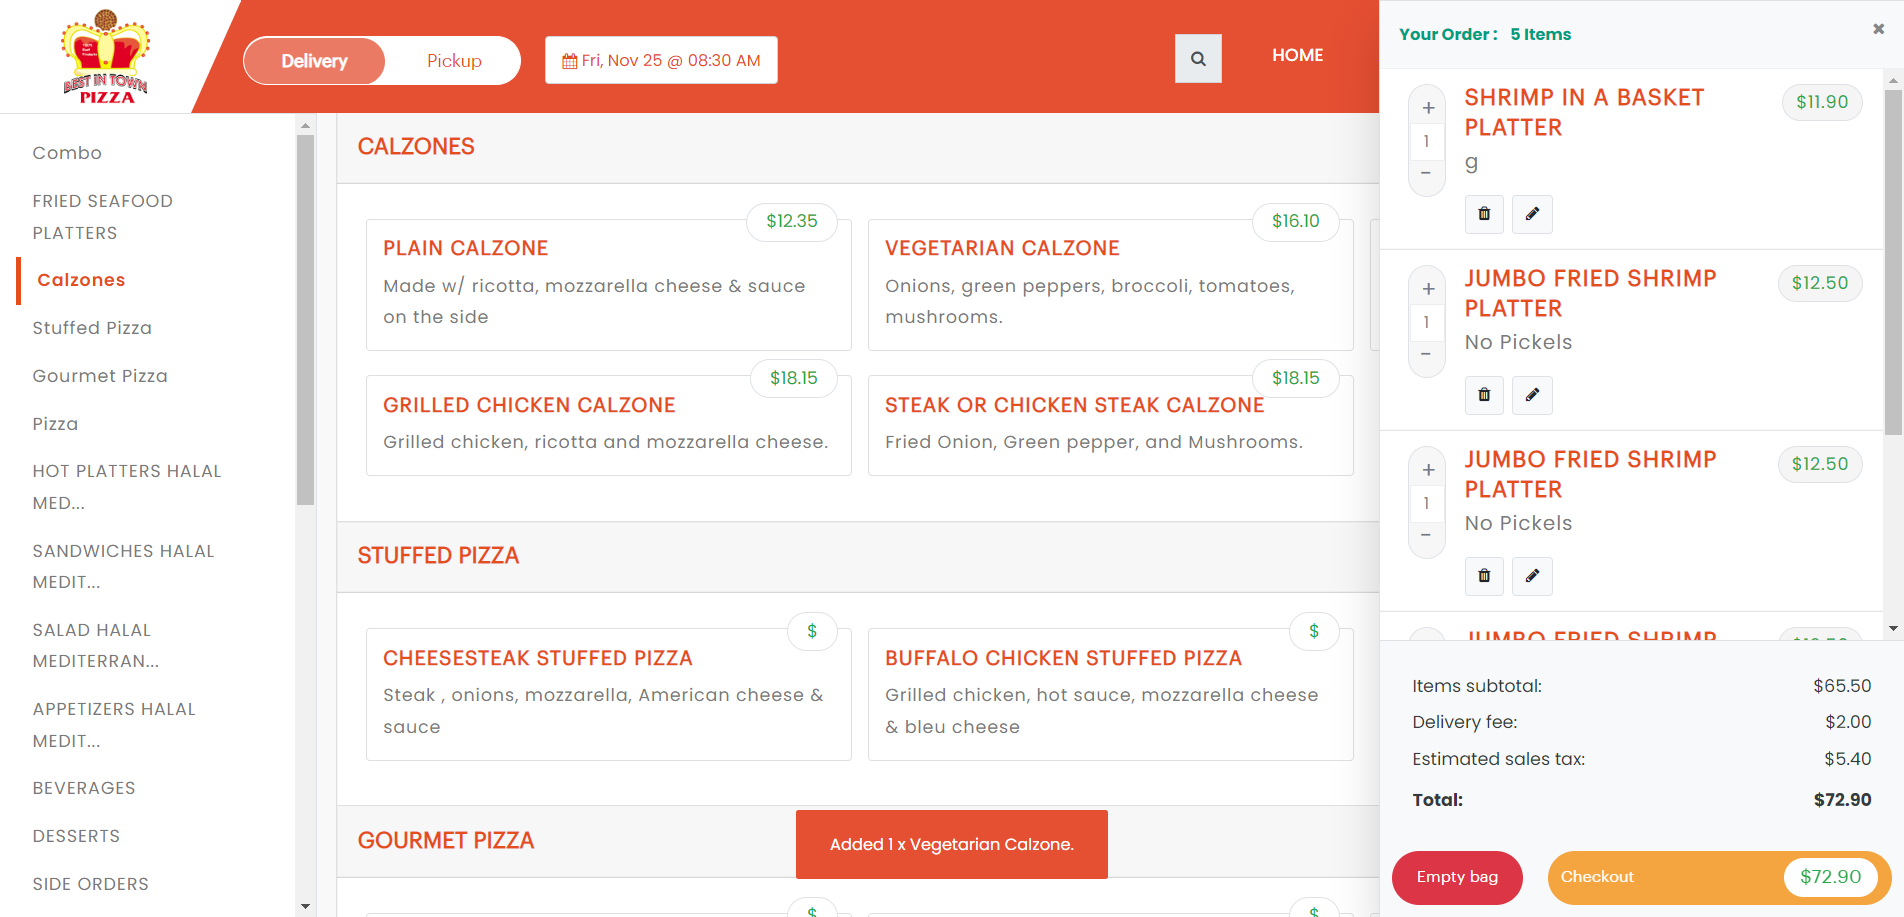 BEST IN TOWN
PIZZA
Delivery
Pickup
Fri, Nov 25 @ 08:30 AM
HOME
Combo
FRIED SEAFOOD
PLATTERS
Calzones
Stuffed Pizza
Gourmet Pizza
Pizza
HOT PLATTERS HALAL
MED...
SANDWICHES HALAL
MEDIT...
SALAD HALAL
MEDITERRAN...
APPETIZERS HALAL
MEDIT...
BEVERAGES
DESSERTS
SIDE ORDERS
CALZONES
$12.35
PLAIN CALZONE
Made w/ ricotta, mozzarella cheese & sauce
on the side
$16.10
VEGETARIAN CALZONE
Onions, green peppers, broccoli, tomatoes,
mushrooms.
$18.15
GRILLED CHICKEN CALZONE
Grilled chicken, ricotta and mozzarella cheese.
$18.15
STEAK OR CHICKEN STEAK CALZONE
Fried Onion, Green pepper, and Mushrooms.
STUFFED PIZZA
$
CHEESESTEAK STUFFED PIZZA
Steak , onions, mozzarella, American cheese &
sauce
$
BUFFALO CHICKEN STUFFED PIZZA
Grilled chicken, hot sauce, mozzarella cheese
& bleu cheese
GOURMET PIZZA
$
$
Added 1 x Vegetarian Calzone.
Your Order : 5 Items
×
+
1
−
SHRIMP IN A BASKET
PLATTER
g
$11.90
+
1
−
JUMBO FRIED SHRIMP
PLATTER
No Pickels
$12.50
+
1
−
JUMBO FRIED SHRIMP
PLATTER
No Pickels
$12.50
JUMBO FRIED SHRIMP
Items subtotal: $65.50
Delivery fee: $2.00
Estimated sales tax: $5.40
Total: $72.90
Empty bag
Checkout $72.90